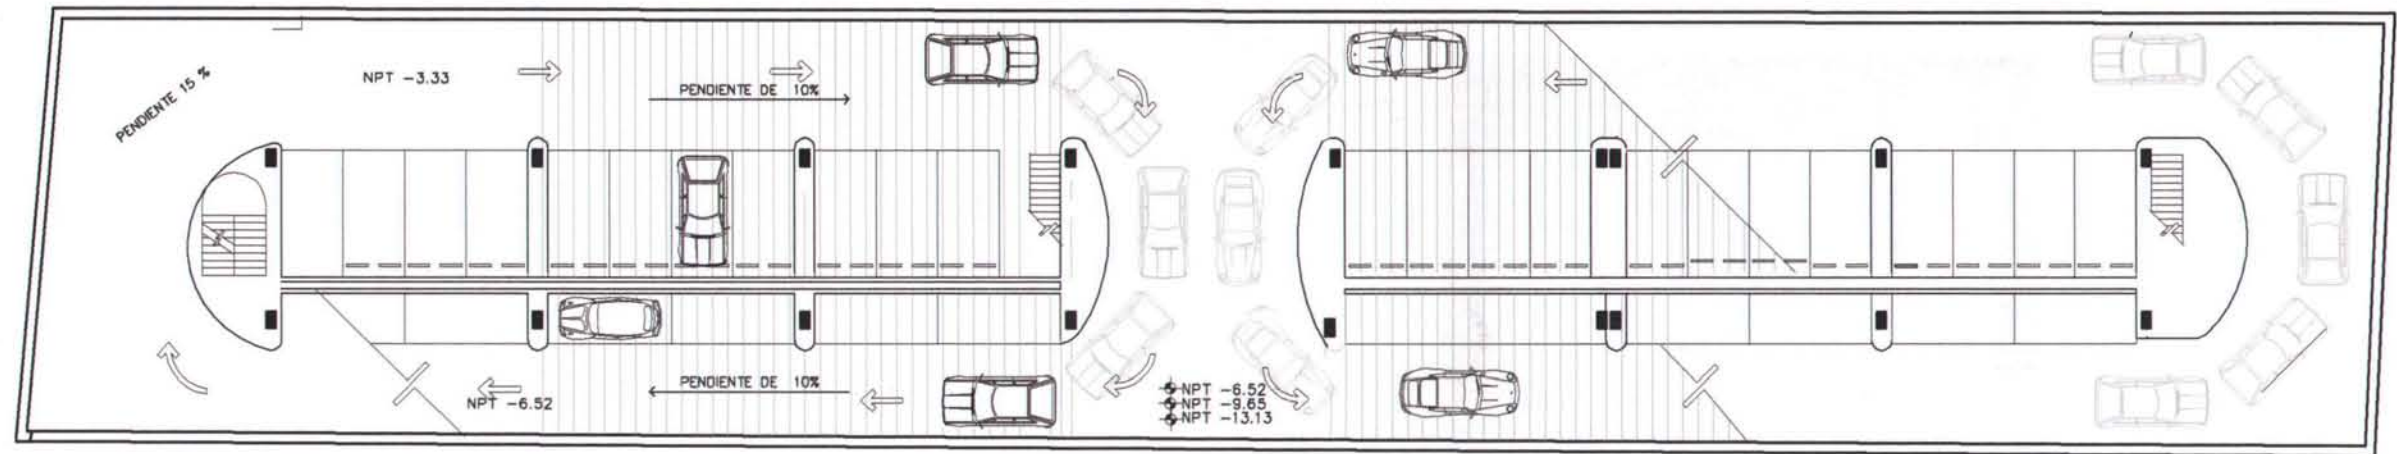 PENDIENTE 15 %
NPT -3.33
PENDIENTE DE 10%
PENDIENTE DE 10%
NPT -6.52
NPT -6.52
NPT -9.65
NPT -13.13